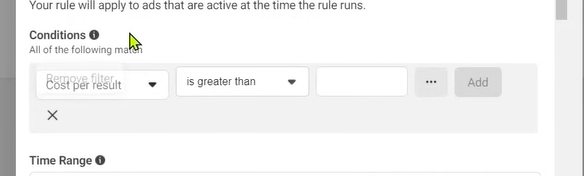 Your rule will apply to ads that are active at the time the rule runs.
Conditions
All of the following match
Remove filter
Cost per result
is greater than
Add
Time Range